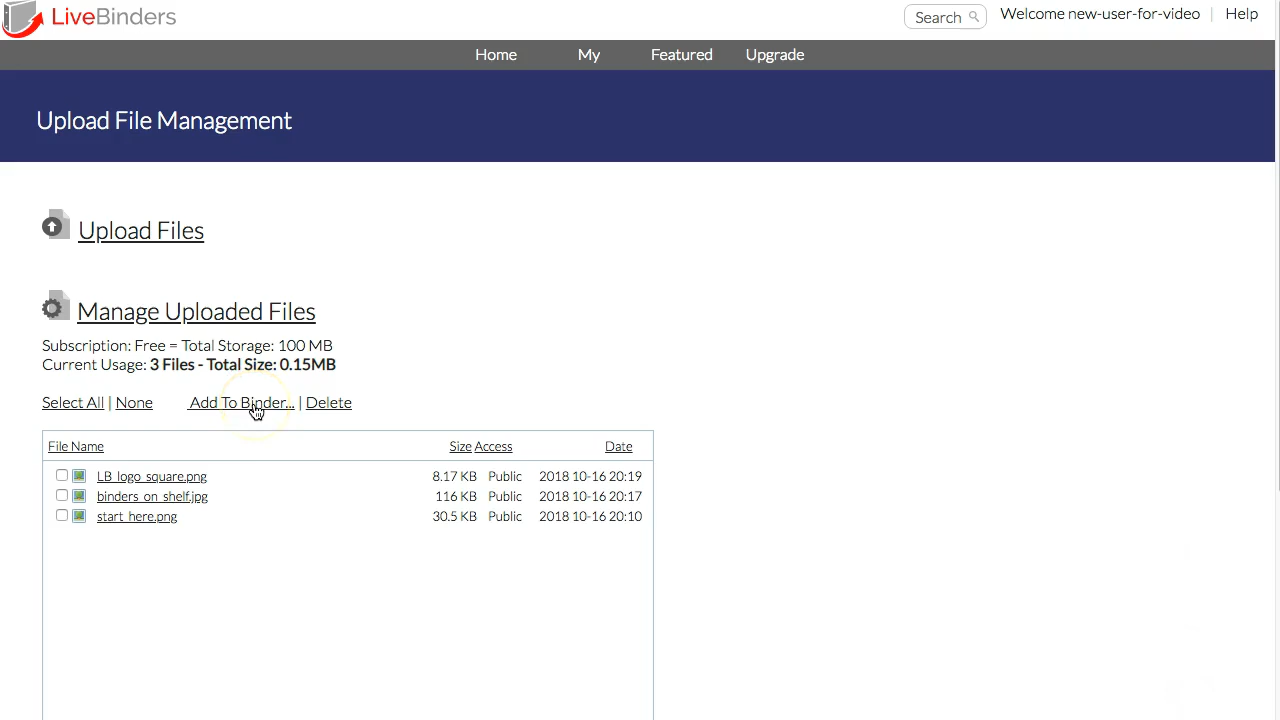 LiveBinders
Search
Welcome new-user-for-video | Help
Home My Featured Upgrade
Upload File Management
Upload Files
Manage Uploaded Files
Subscription: Free = Total Storage: 100 MB
Current Usage: 3 Files - Total Size: 0.15MB
Select All | None Add To Binder... | Delete
File Name Size Access Date
LB_logo_square.png 8.17 KB Public 2018 10-16 20:19
binders_on_shelf.jpg 116 KB Public 2018 10-16 20:17
start_here.png 30.5 KB Public 2018 10-16 20:10